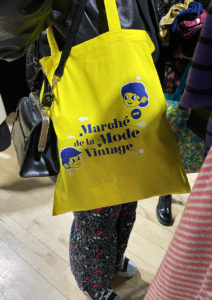 Marché
de la Mode
Vintage